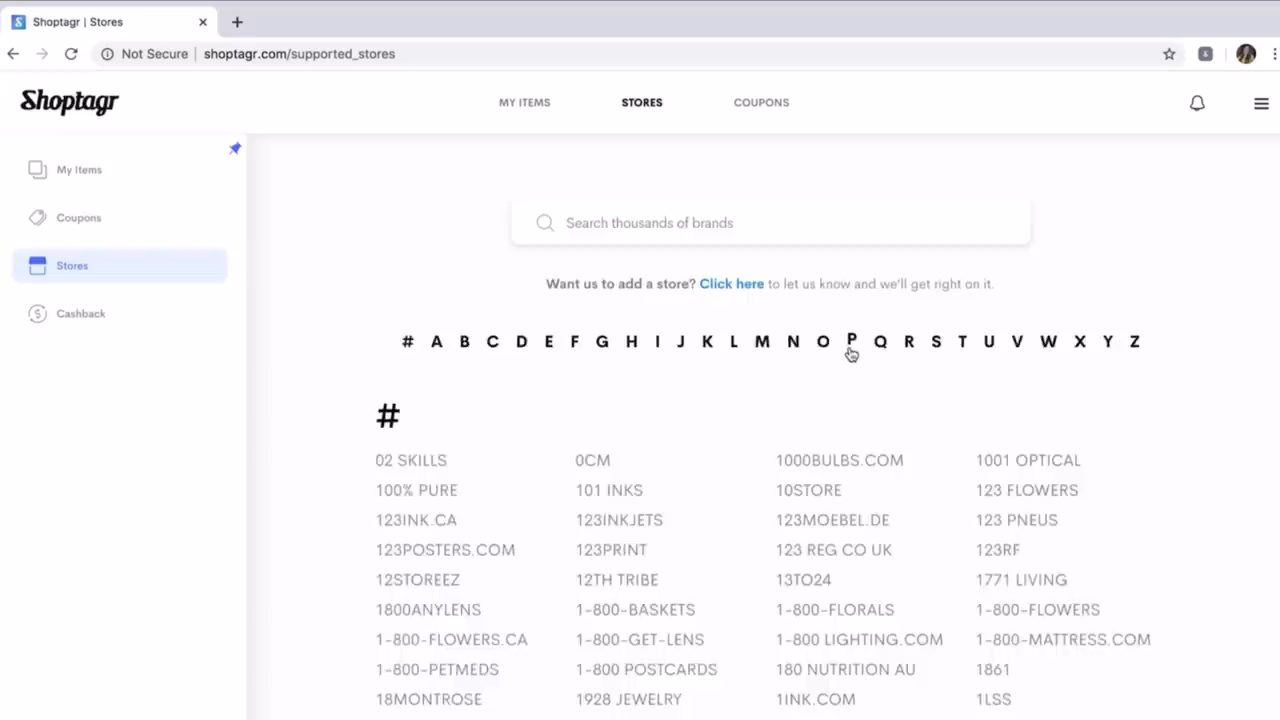 Shoptagr | Stores
Not Secure shoptagr.com/supported_stores
Shoptagr
MY ITEMS STORES COUPONS
My Items
Coupons
Stores
Cashback
Search thousands of brands
Want us to add a store? Click here to let us know and we'll get right on it.
# A B C D E F G H I J K L M N O P Q R S T U V W X Y Z
#
02 SKILLS 0CM 1000BULBS.COM 1001 OPTICAL
100% PURE 101 INKS 10STORE 123 FLOWERS
123INK.CA 123INKJETS 123MOEBEL.DE 123 PNEUS
123POSTERS.COM 123PRINT 123 REG CO UK 123RF
12STOREEZ 12TH TRIBE 13TO24 1771 LIVING
1800ANYLENS 1-800-BASKETS 1-800-FLORALS 1-800-FLOWERS
1-800-FLOWERS.CA 1-800-GET-LENS 1-800 LIGHTING.COM 1-800-MATTRESS.COM
1-800-PETMEDS 1-800 POSTCARDS 180 NUTRITION AU 1861
18MONTROSE 1928 JEWELRY 1INK.COM 1LSS